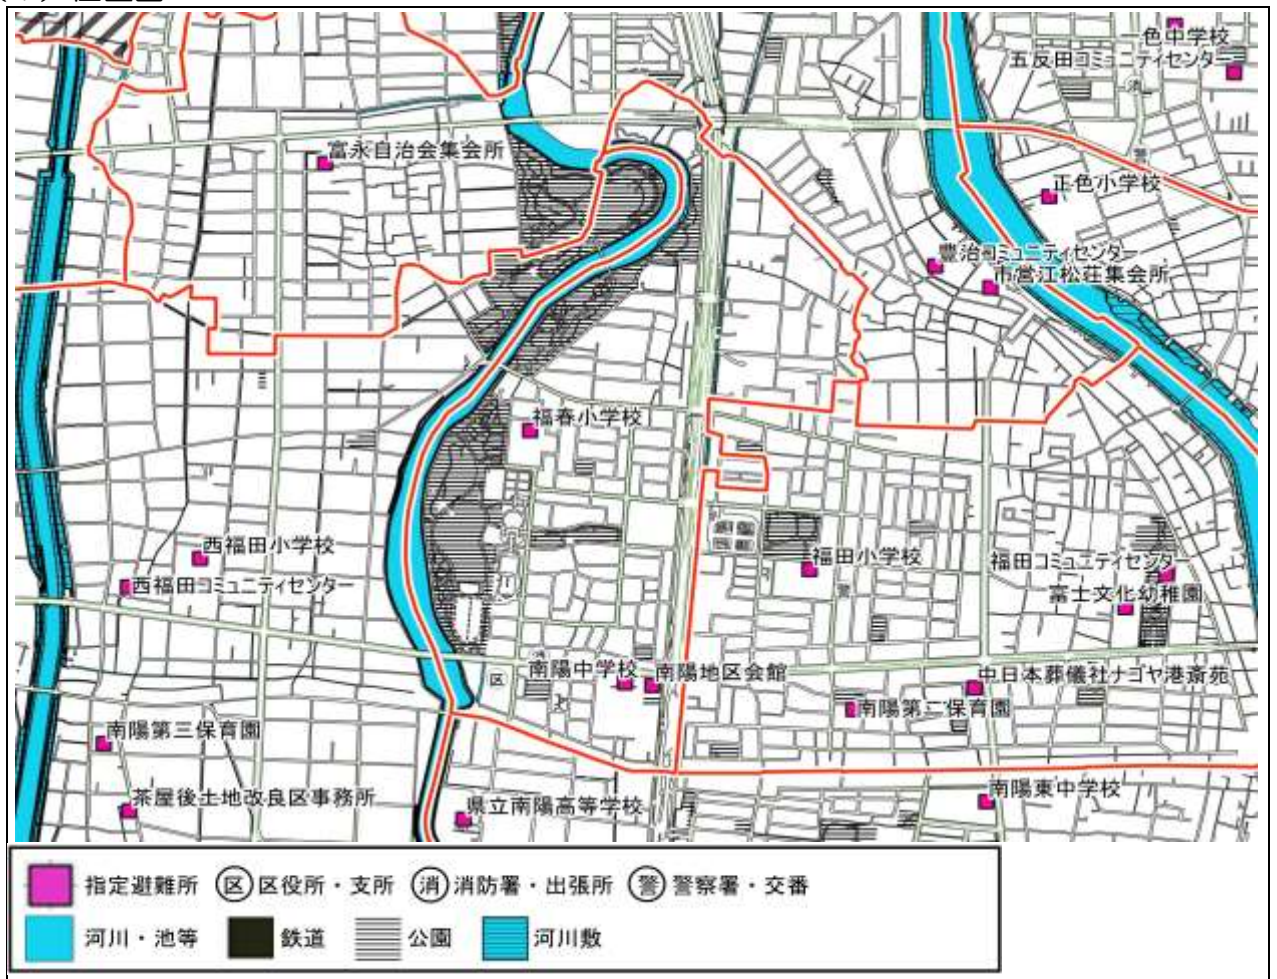 一色中学校
五反田コミュニティセンター
消
富永自治会集会所
警
正色小学校
豊治コミュニティセンター
市営江松荘集会所
福春小学校
西福田小学校
福田小学校
福田コミュニティセンター
西福田コミュニティセンター
警
富士文化幼稚園
南陽中学校
南陽地区会館
区
中日本葬儀社ナゴヤ港斎苑
南陽第二保育園
南陽第三保育園
茶屋後土地改良区事務所
県立南陽高等学校
南陽東中学校
指定避難所 区 区役所・支所 消 消防署・出張所 警 警察署・交番
河川・池等 鉄道 公園 河川敷